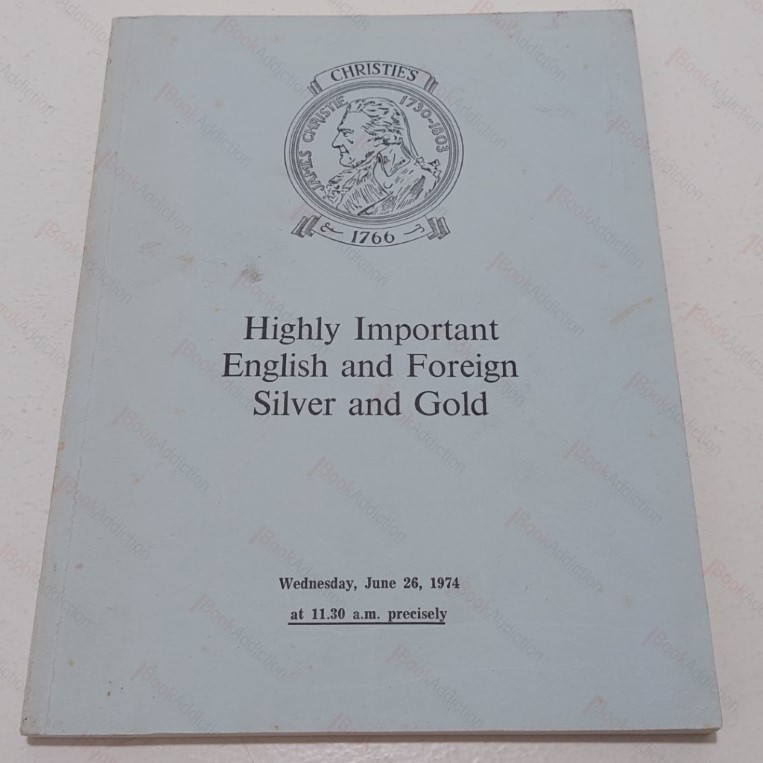 CHRISTIE'S
JAMES CHRISTIE 1730-1803
1766
Highly Important
English and Foreign
Silver and Gold
Wednesday, June 26, 1974
at 11.30 a.m. precisely
BookAddiction